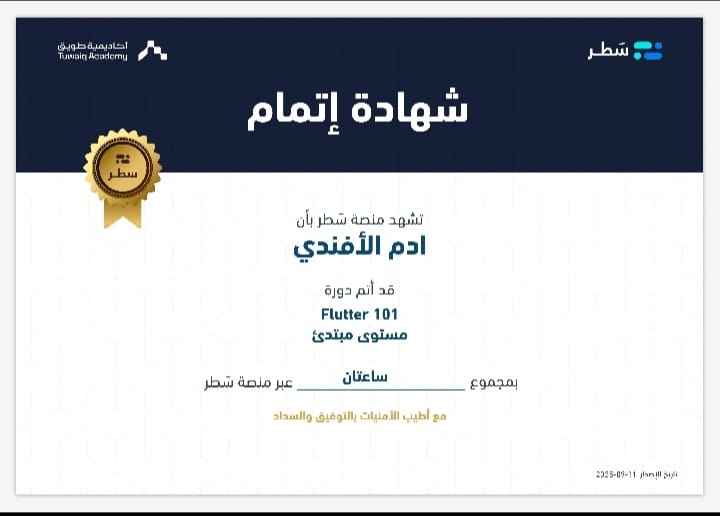 سَطر
أكاديمية طويق
Tuwaiq Academy
شهادة إتمام
سطر
تشهد منصة سَطر بأن
ادم الأفندي
قد أتم دورة
Flutter 101
مستوى مبتدئ
بمجموع ساعتان عبر منصة سَطر
مع أطيب الأمنيات بالتوفيق والسداد
تاريخ الإصدار 11-09-2025